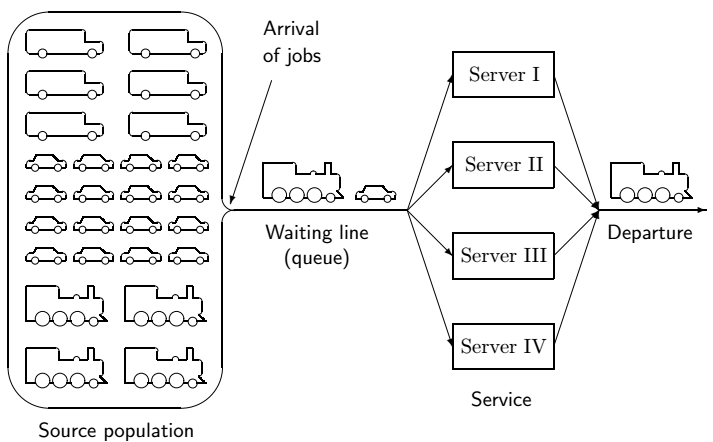 Arrival
of jobs
Server I
Server II
Waiting line
(queue)
Server III
Departure
Server IV
Service
Source population